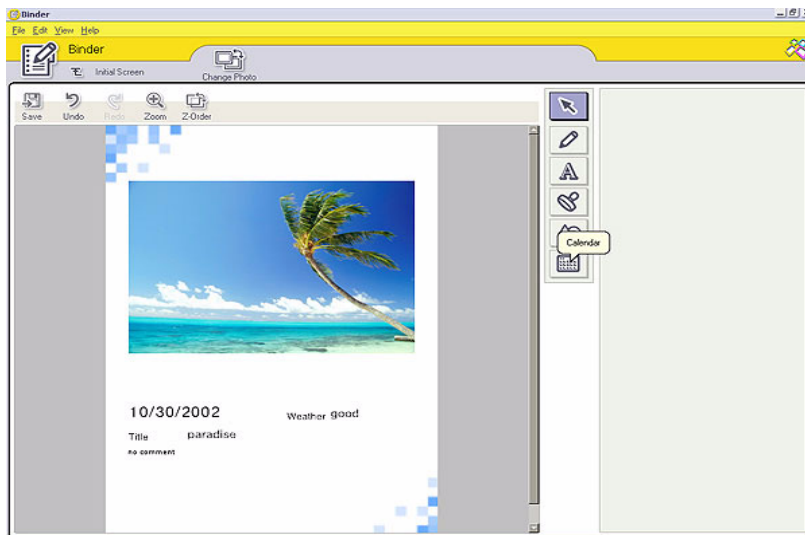 Binder
File Edit View Help
Binder
Initial Screen
Change Photo
Save Undo Redo Zoom Z-Order
A
Calendar
10/30/2002
Weather good
Title paradise
no comment